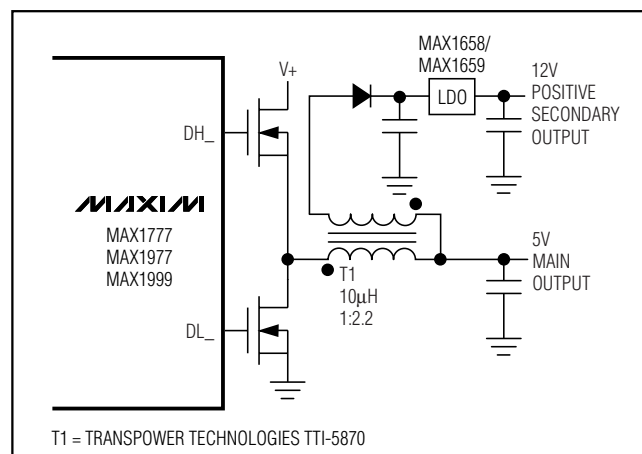 MAX1658/
MAX1659
V+
LDO
12V
POSITIVE
SECONDARY
OUTPUT
DH_
MAXIM
MAX1777
MAX1977
MAX1999
T1
10µH
1:2.2
5V
MAIN
OUTPUT
DL_
T1 = TRANSPOWER TECHNOLOGIES TTI-5870